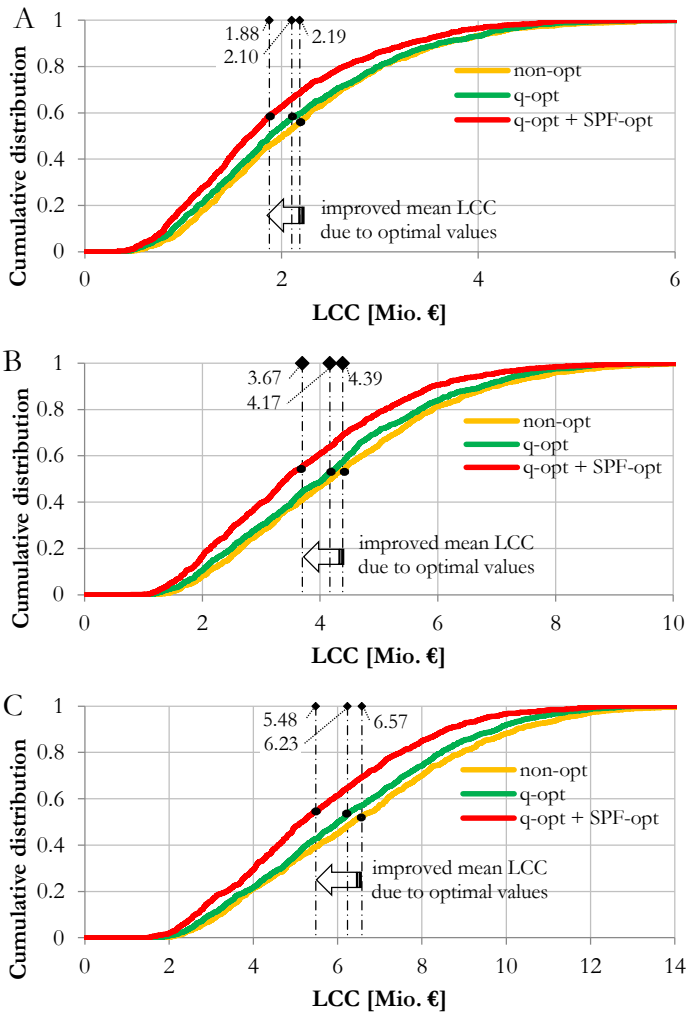 A
1
1.88
2.19
2.10
0.8
non-opt
q-opt
q-opt + SPF-opt
0.6
0.4
0.2
improved mean LCC
due to optimal values
0
0
2
4
6
Cumulative distribution
LCC [Mio. €]
B
1
3.67
4.39
4.17
0.8
non-opt
q-opt
q-opt + SPF-opt
0.6
0.4
0.2
improved mean LCC
due to optimal values
0
0
2
4
6
8
10
Cumulative distribution
LCC [Mio. €]
C
1
5.48
6.57
6.23
0.8
non-opt
q-opt
q-opt + SPF-opt
0.6
0.4
0.2
improved mean LCC
due to optimal values
0
0
2
4
6
8
10
12
14
Cumulative distribution
LCC [Mio. €]